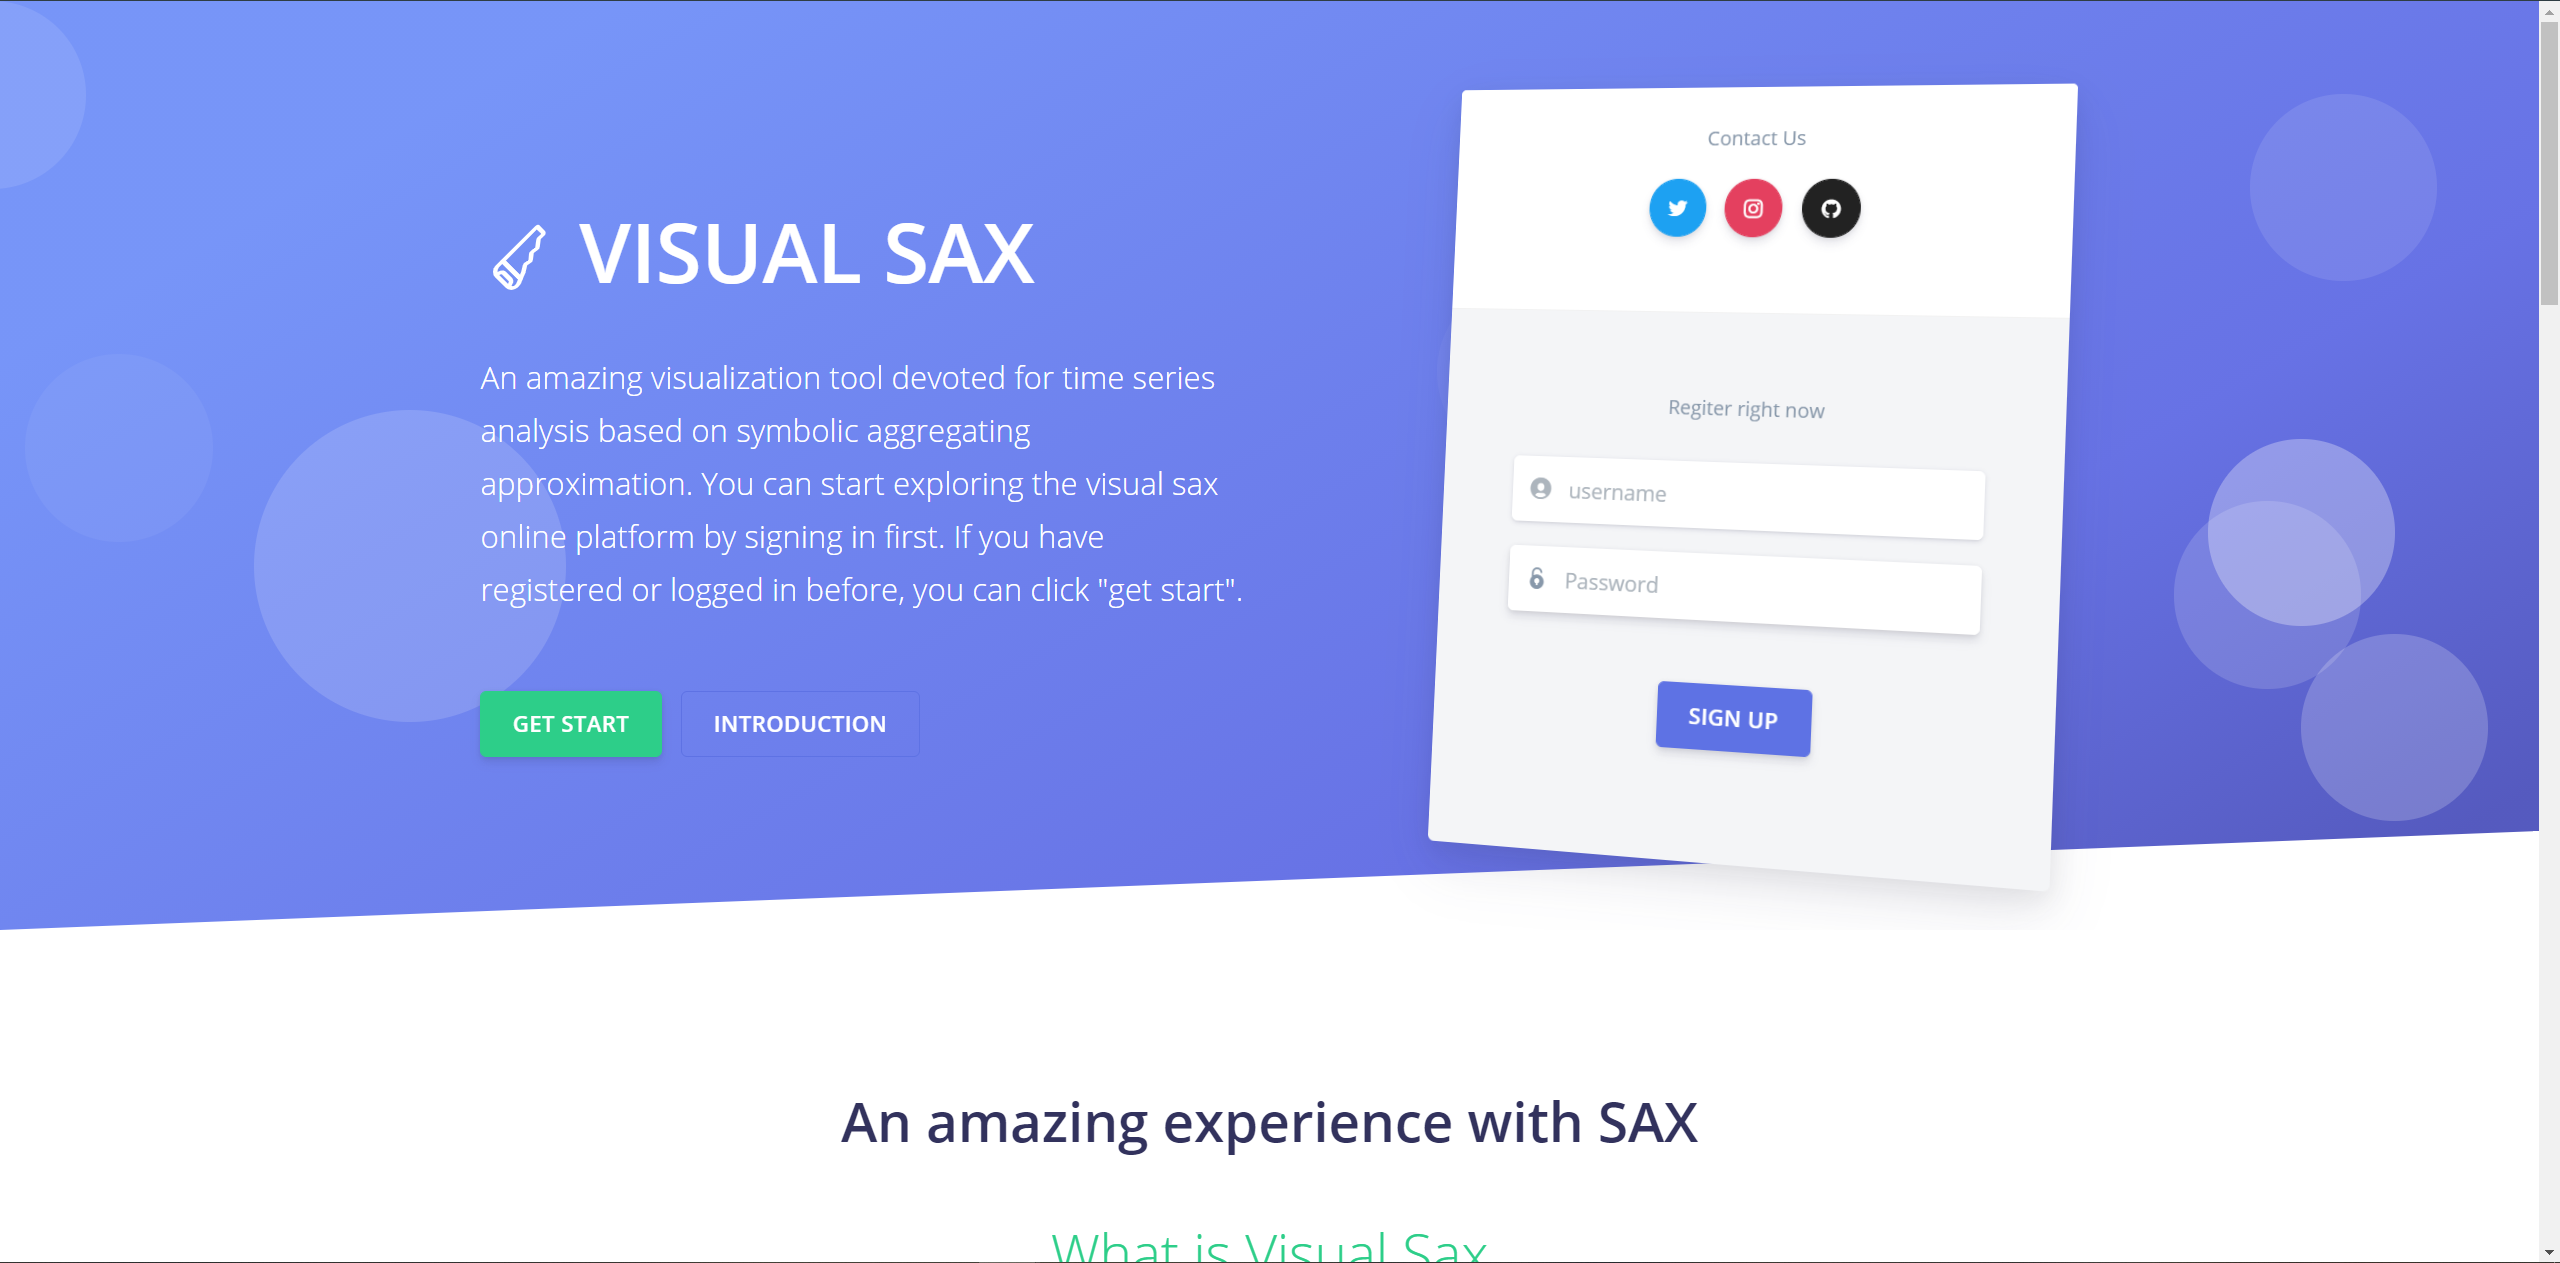 VISUAL SAX
An amazing visualization tool devoted for time series
analysis based on symbolic aggregating
approximation. You can start exploring the visual sax
online platform by signing in first. If you have
registered or logged in before, you can click "get start".
GET START
INTRODUCTION
Contact Us
Regiter right now
username
Password
SIGN UP
An amazing experience with SAX
What is Visual Sax